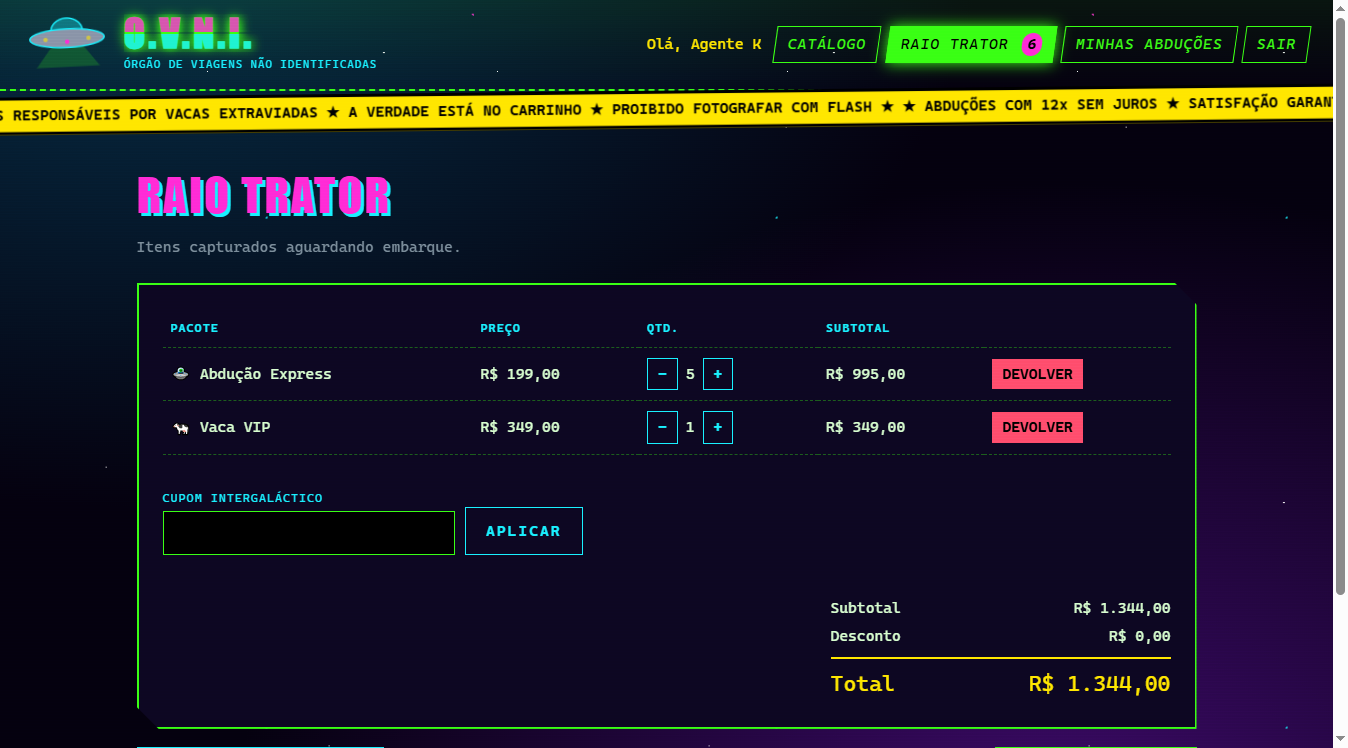 O.V.N.I.
ÓRGÃO DE VIAGENS NÃO IDENTIFICADAS
Olá, Agente K
CATÁLOGO
RAIO TRATOR 6
MINHAS ABDUÇÕES
SAIR
RESPONSÁVEIS POR VACAS EXTRAVIADAS ★ A VERDADE ESTÁ NO CARRINHO ★ PROIBIDO FOTOGRAFAR COM FLASH ★ ★ ABDUÇÕES COM 12x SEM JUROS ★ SATISFAÇÃO
RAIO TRATOR
Itens capturados aguardando embarque.
PACOTE PREÇO QTD. SUBTOTAL
Abdução Express R$ 199,00 − 5 + R$ 995,00 DEVOLVER
Vaca VIP R$ 349,00 − 1 + R$ 349,00 DEVOLVER
CUPOM INTERGALÁCTICO
APLICAR
Subtotal R$ 1.344,00
Desconto R$ 0,00
Total R$ 1.344,00